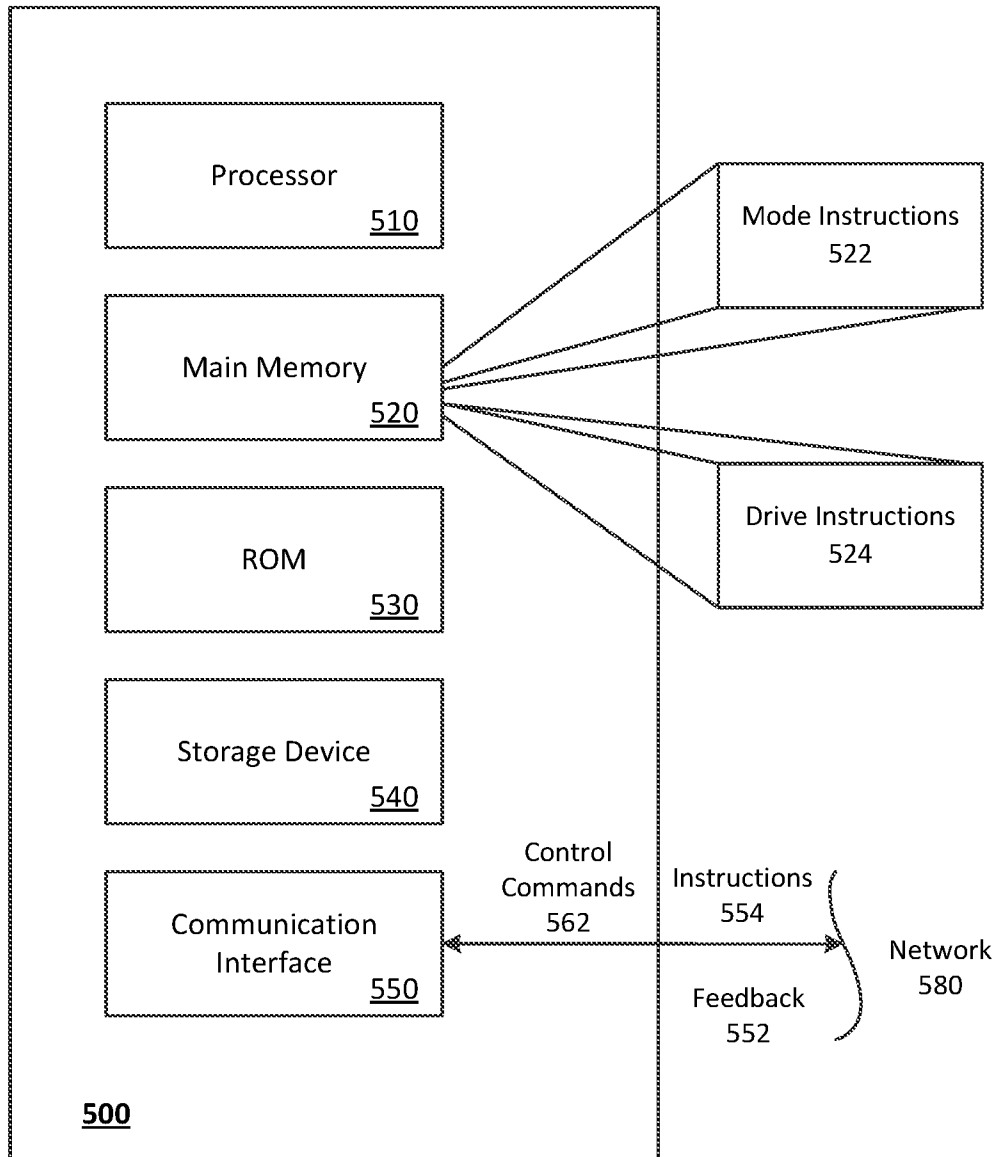 Processor
510
Mode Instructions
522
Main Memory
520
Drive Instructions
524
ROM
530
Storage Device
540
Communication
Interface
550
Control
Commands
562
Instructions
554
Feedback
552
Network
580
500